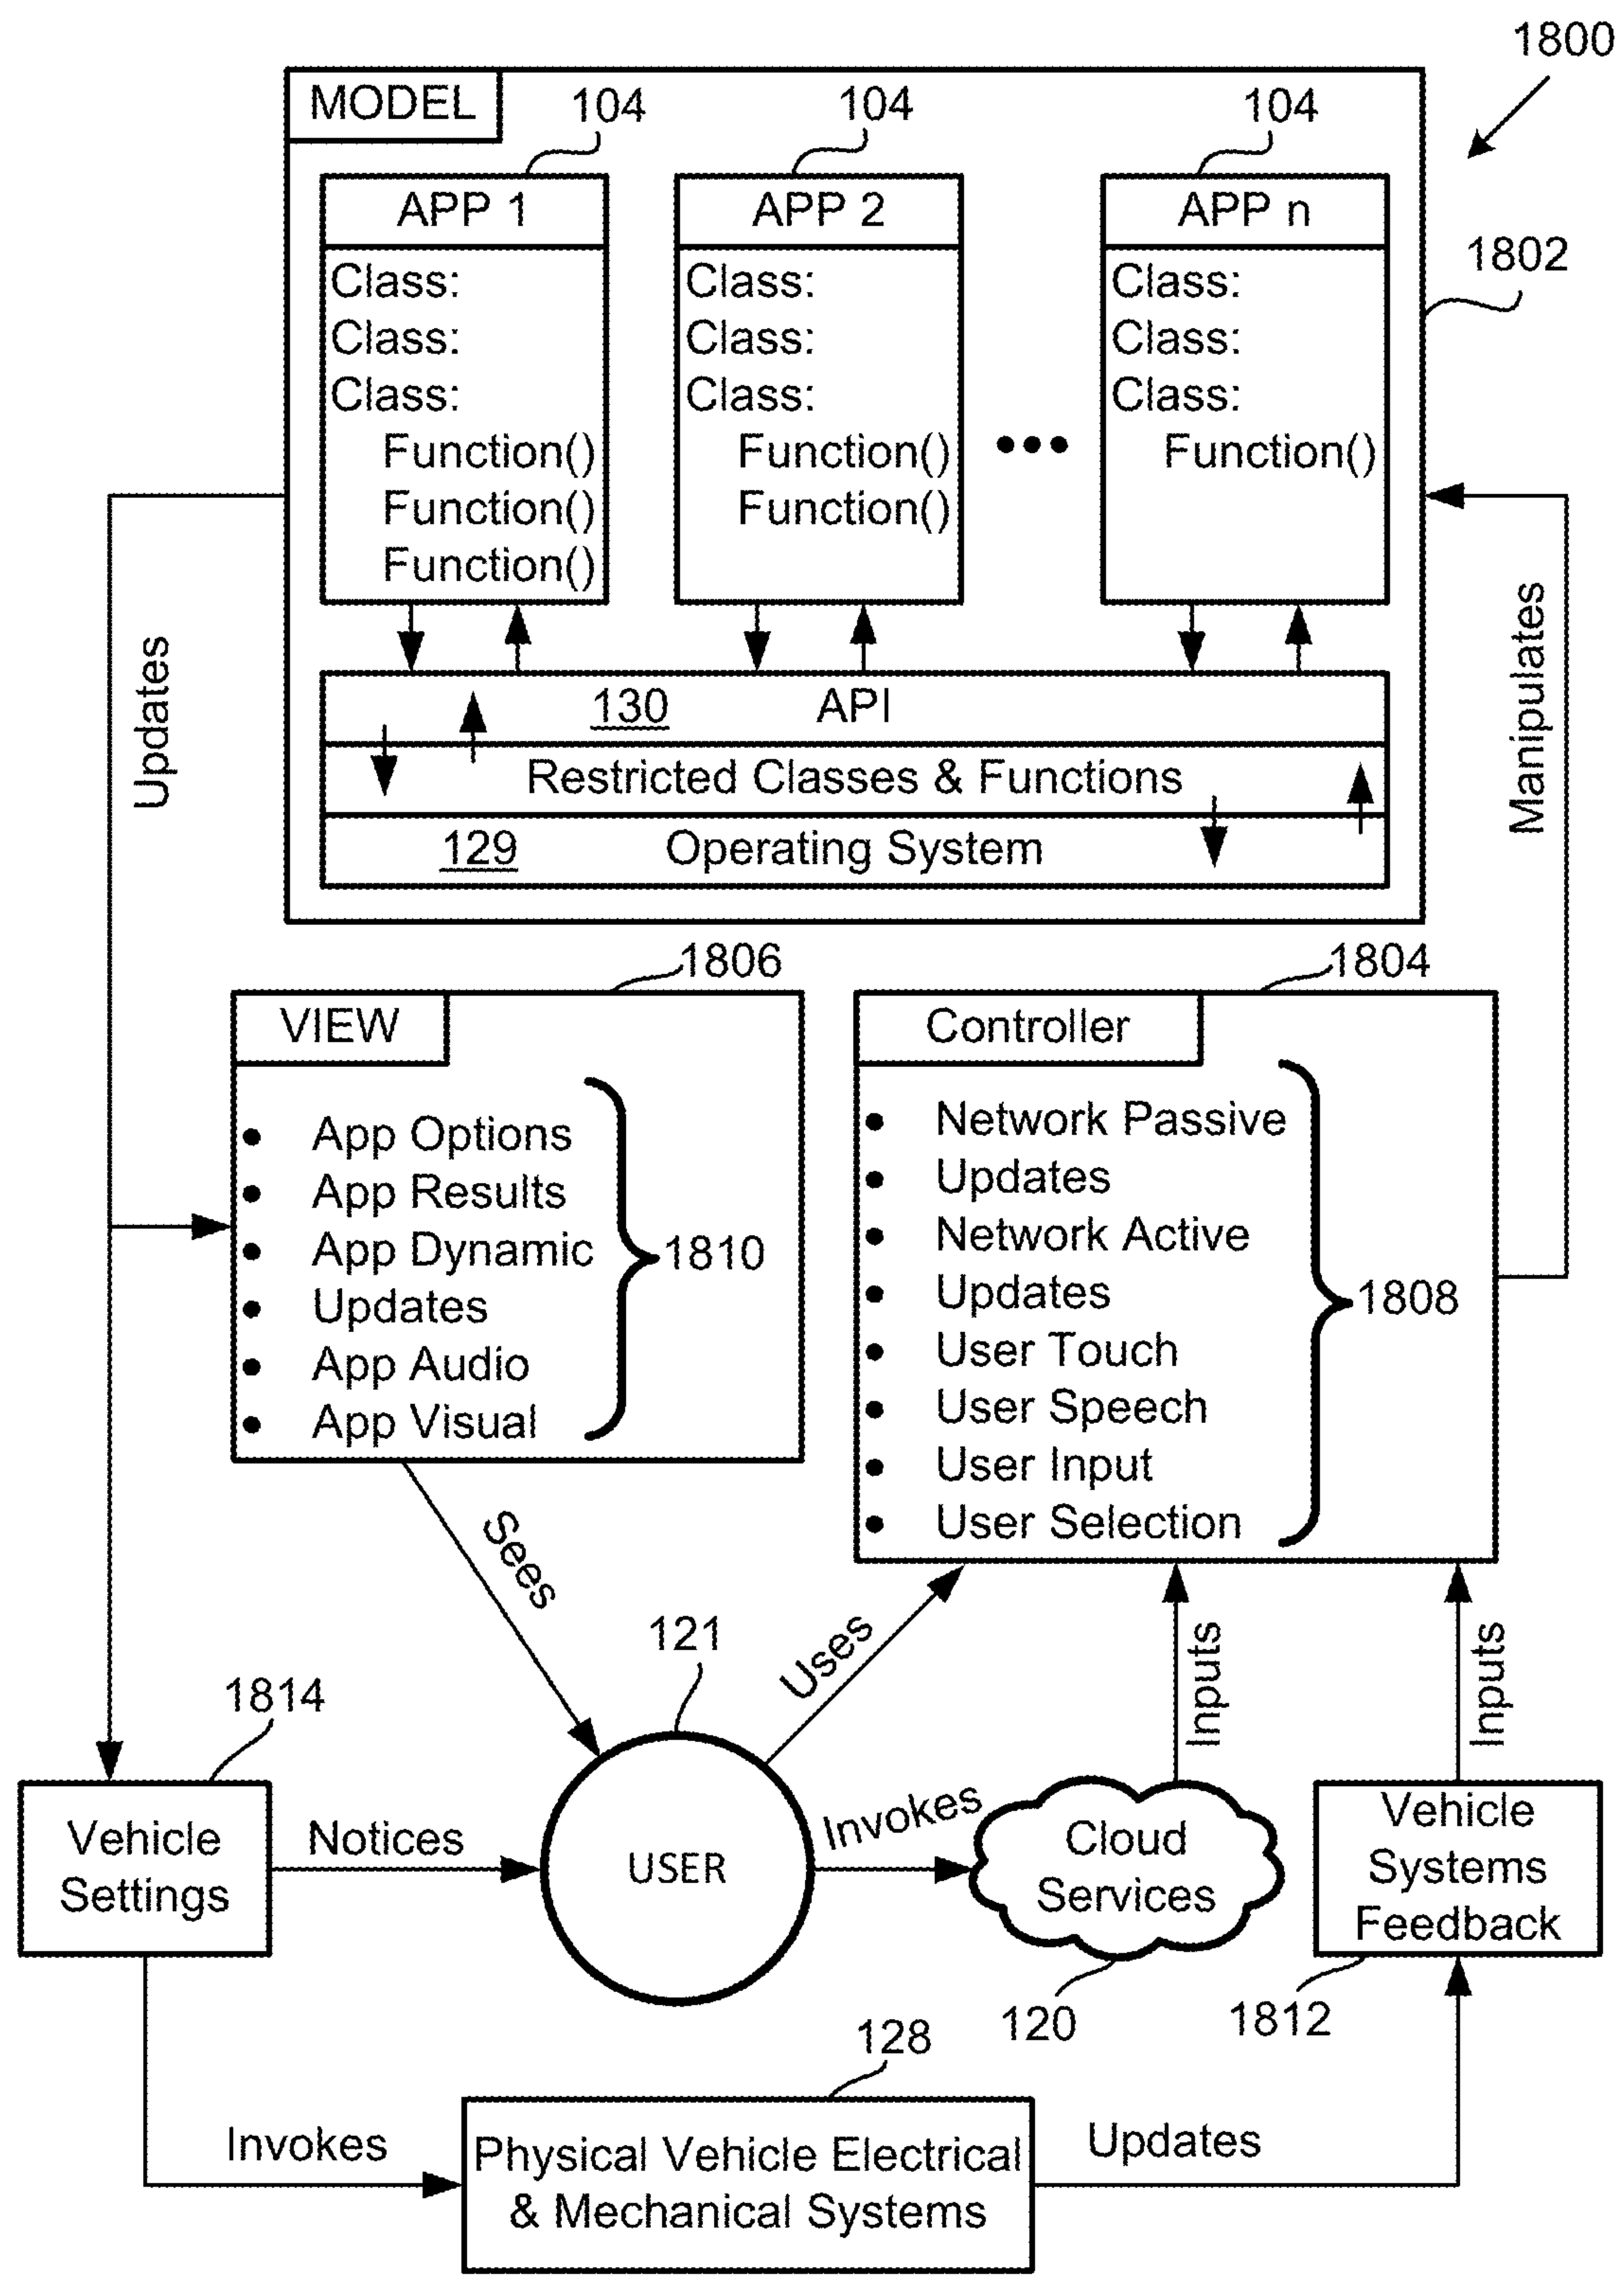 1800
MODEL
104
104
104
1802
APP 1
Class:
Class:
Class:
Function()
Function()
Function()
APP 2
Class:
Class:
Class:
Function()
Function()
APP n
Class:
Class:
Class:
Function()
130 API
Restricted Classes & Functions
129 Operating System
Updates
Manipulates
1806
VIEW
• App Options
• App Results
• App Dynamic
• Updates
• App Audio
• App Visual
1810
1804
Controller
• Network Passive
• Updates
• Network Active
• Updates
• User Touch
• User Speech
• User Input
• User Selection
1808
Sees
Uses
Inputs
Inputs
121
1814
Vehicle
Settings
Notices
USER
Invokes
Cloud
Services
Vehicle
Systems
Feedback
120
1812
128
Invokes
Physical Vehicle Electrical
& Mechanical Systems
Updates